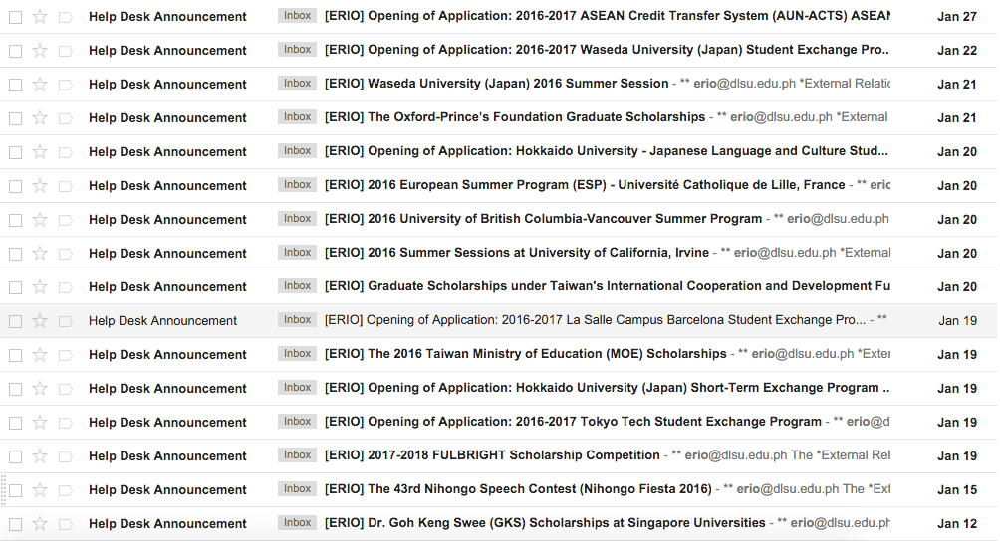 Help Desk Announcement Inbox [ERIO] Opening of Application: 2016-2017 ASEAN Credit Transfer System (AUN-ACTS) ASEAN Jan 27
Help Desk Announcement Inbox [ERIO] Opening of Application: 2016-2017 Waseda University (Japan) Student Exchange Pro... Jan 22
Help Desk Announcement Inbox [ERIO] Waseda University (Japan) 2016 Summer Session - ** erio@dlsu.edu.ph *External Relatio Jan 21
Help Desk Announcement Inbox [ERIO] The Oxford-Prince's Foundation Graduate Scholarships - ** erio@dlsu.edu.ph *External Jan 21
Help Desk Announcement Inbox [ERIO] Opening of Application: Hokkaido University - Japanese Language and Culture Stud... Jan 20
Help Desk Announcement Inbox [ERIO] 2016 European Summer Program (ESP) - Université Catholique de Lille, France - ** eric Jan 20
Help Desk Announcement Inbox [ERIO] 2016 University of British Columbia-Vancouver Summer Program - ** erio@dlsu.edu.ph Jan 20
Help Desk Announcement Inbox [ERIO] 2016 Summer Sessions at University of California, Irvine - ** erio@dlsu.edu.ph *External Jan 20
Help Desk Announcement Inbox [ERIO] Graduate Scholarships under Taiwan's International Cooperation and Development Fu Jan 20
Help Desk Announcement Inbox [ERIO] Opening of Application: 2016-2017 La Salle Campus Barcelona Student Exchange Pro... - ** Jan 19
Help Desk Announcement Inbox [ERIO] The 2016 Taiwan Ministry of Education (MOE) Scholarships - ** erio@dlsu.edu.ph *Exter Jan 19
Help Desk Announcement Inbox [ERIO] Opening of Application: Hokkaido University (Japan) Short-Term Exchange Program .. Jan 19
Help Desk Announcement Inbox [ERIO] Opening of Application: 2016-2017 Tokyo Tech Student Exchange Program - ** erio@d Jan 19
Help Desk Announcement Inbox [ERIO] 2017-2018 FULBRIGHT Scholarship Competition - ** erio@dlsu.edu.ph The *External Rel Jan 19
Help Desk Announcement Inbox [ERIO] The 43rd Nihongo Speech Contest (Nihongo Fiesta 2016) - ** erio@dlsu.edu.ph The *Ext Jan 15
Help Desk Announcement Inbox [ERIO] Dr. Goh Keng Swee (GKS) Scholarships at Singapore Universities - ** erio@dlsu.edu.ph Jan 12